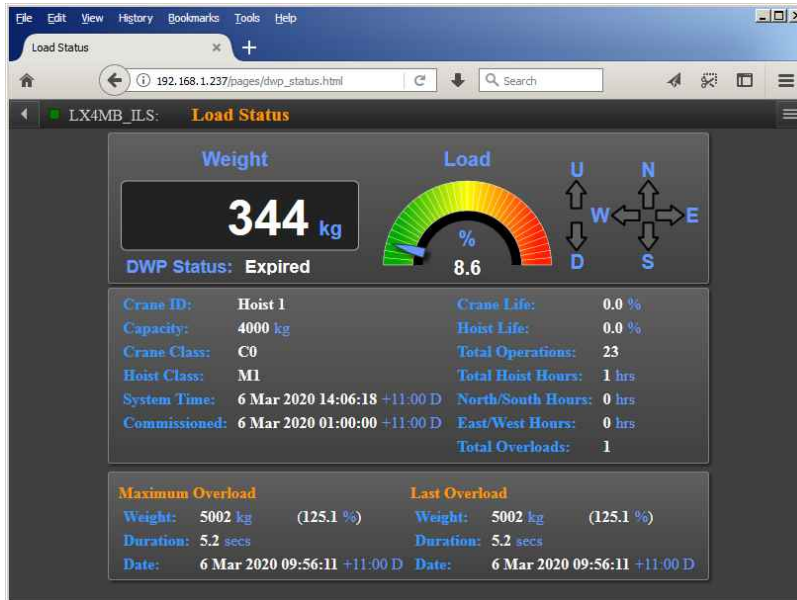 File Edit View History Bookmarks Tools Help
Load Status × +
192.168.1.237/pages/dwp_status.html Search
LX4MB_ILS: Load Status
Weight Load
U N
344 kg W E
%
D S
DWP Status: Expired 8.6
Crane ID: Hoist 1 Crane Life: 0.0 %
Capacity: 4000 kg Hoist Life: 0.0 %
Crane Class: C0 Total Operations: 23
Hoist Class: M1 Total Hoist Hours: 1 hrs
System Time: 6 Mar 2020 14:06:18 +11:00 D North/South Hours: 0 hrs
Commissioned: 6 Mar 2020 01:00:00 +11:00 D East/West Hours: 0 hrs
Total Overloads: 1
Maximum Overload Last Overload
Weight: 5002 kg (125.1 %) Weight: 5002 kg (125.1 %)
Duration: 5.2 secs Duration: 5.2 secs
Date: 6 Mar 2020 09:56:11 +11:00 D Date: 6 Mar 2020 09:56:11 +11:00 D